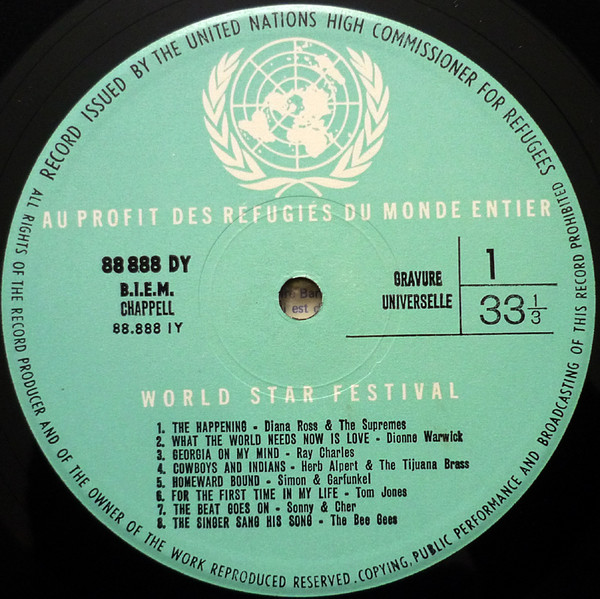 RECORD ISSUED BY THE UNITED NATIONS HIGH COMMISSIONER FOR REFUGEES
AU PROFIT DES RÉFUGIÉS DU MONDE ENTIER
88 888 DY
B.I.E.M.
CHAPPELL
88.888 IY
GRAVURE
UNIVERSELLE
1
33 1/3
est
WORLD STAR FESTIVAL
1. THE HAPPENING - Diana Ross & The Supremes
2. WHAT THE WORLD NEEDS NOW IS LOVE - Dionne Warwick
3. GEORGIA ON MY MIND - Ray Charles
4. COWBOYS AND INDIANS - Herb Alpert & The Tijuana Brass
5. HOMEWARD BOUND - Simon & Garfunkel
6. FOR THE FIRST TIME IN MY LIFE - Tom Jones
7. THE BEAT GOES ON - Sonny & Cher
8. THE SINGER SANG HIS SONG - The Bee Gees
ALL RIGHTS OF THE RECORD PRODUCER AND OF THE OWNER OF THE WORK REPRODUCED RESERVED. COPYING, PUBLIC PERFORMANCE AND BROADCASTING OF THIS RECORD PROHIBITED